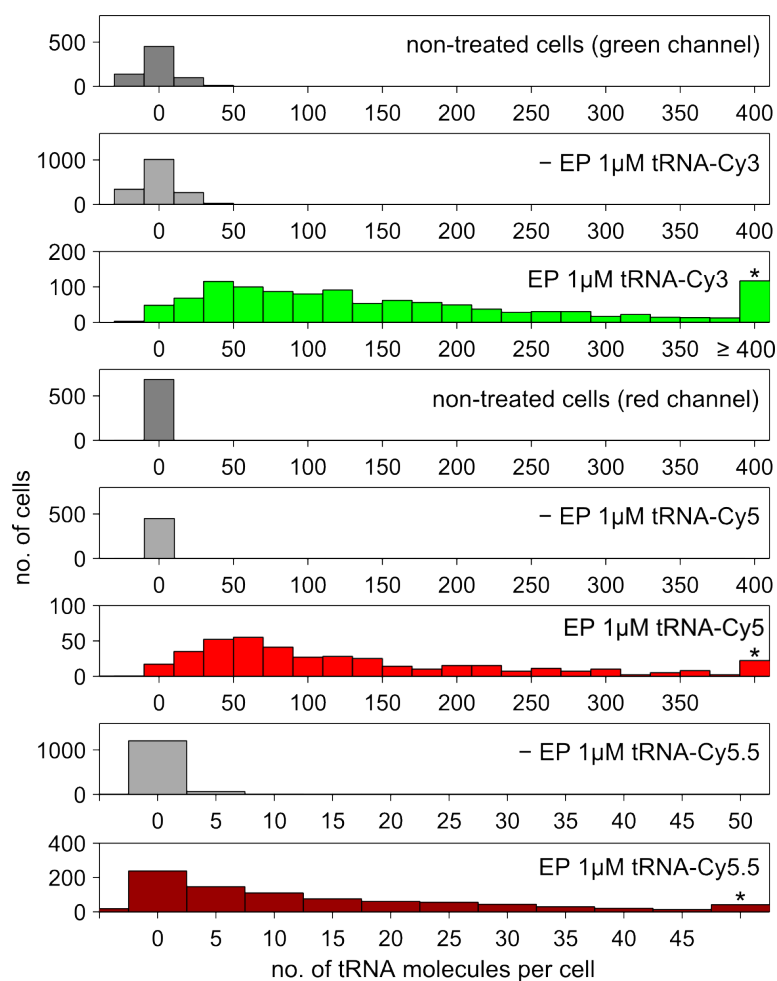 no. of cells
500
non-treated cells (green channel)
0
0 50 100 150 200 250 300 350 400
1000
− EP 1µM tRNA-Cy3
0
0 50 100 150 200 250 300 350 400
200
EP 1µM tRNA-Cy3 *
100
0
0 50 100 150 200 250 300 350 ≥ 400
500
non-treated cells (red channel)
0
0 50 100 150 200 250 300 350 400
500
− EP 1µM tRNA-Cy5
0
0 50 100 150 200 250 300 350 400
100
EP 1µM tRNA-Cy5
50
*
0
0 50 100 150 200 250 300 350
1000
− EP 1µM tRNA-Cy5.5
0
0 5 10 15 20 25 30 35 40 45 50
400
EP 1µM tRNA-Cy5.5
200
*
0
0 5 10 15 20 25 30 35 40 45
no. of tRNA molecules per cell